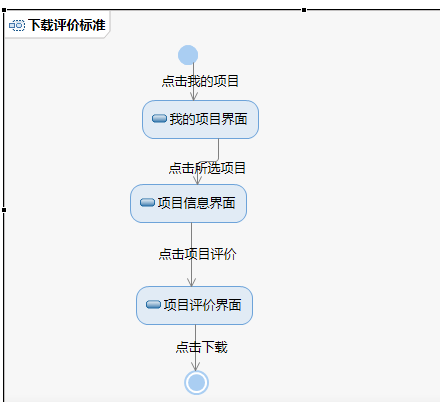 下载评价标准
点击我的项目
我的项目界面
点击所选项目
项目信息界面
点击项目评价
项目评价界面
点击下载